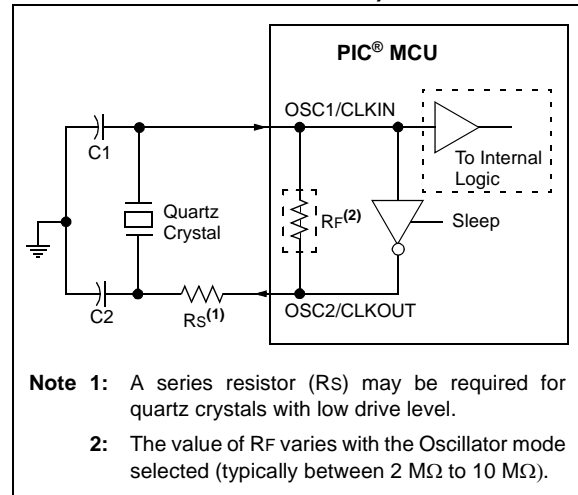 PIC® MCU
OSC1/CLKIN
C1
To Internal
Logic
Quartz
Crystal
RF(2)
Sleep
C2
RS(1)
OSC2/CLKOUT
Note 1: A series resistor (RS) may be required for
quartz crystals with low drive level.
2: The value of RF varies with the Oscillator mode
selected (typically between 2 MΩ to 10 MΩ).